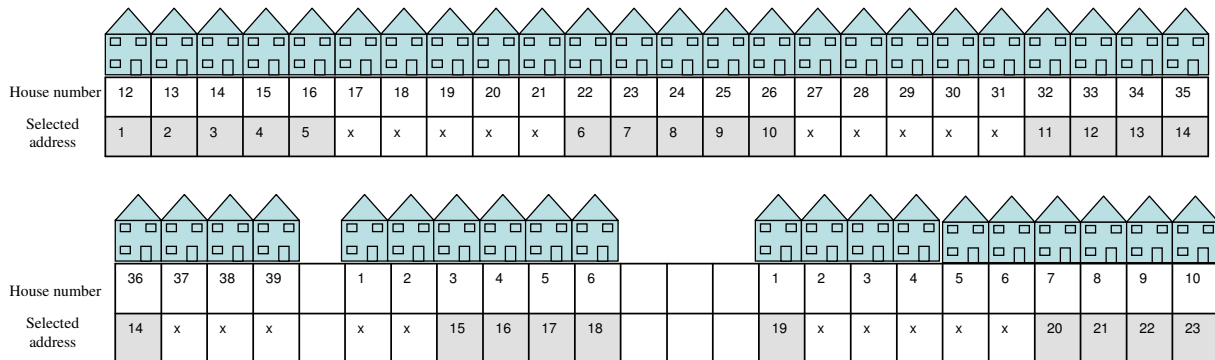 House number 12 13 14 15 16 17 18 19 20 21 22 23 24 25 26 27 28 29 30 31 32 33 34 35
Selected address 1 2 3 4 5 x x x x x 6 7 8 9 10 x x x x x 11 12 13 14
House number 36 37 38 39 1 2 3 4 5 6 1 2 3 4 5 6 7 8 9 10
Selected address 14 x x x x x 15 16 17 18 19 x x x x x 20 21 22 23